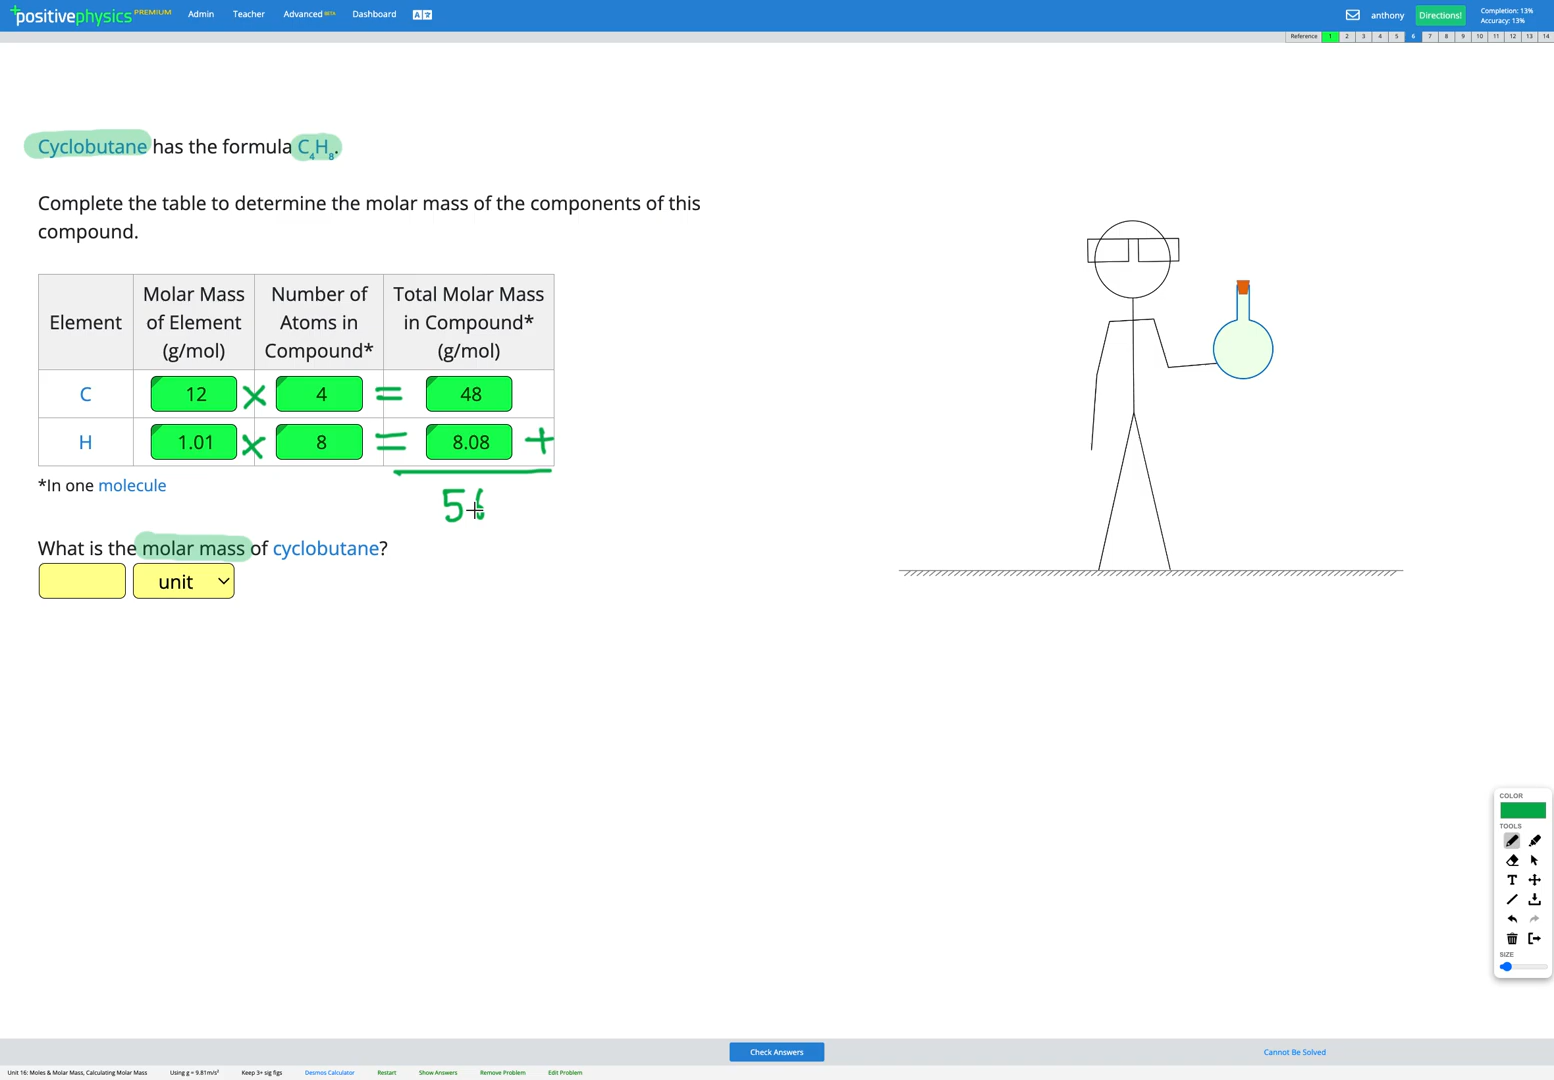 +positivephysics PREMIUM Admin Teacher Advanced BETA Dashboard A anthony Directions! Completion: 13%
Accuracy: 13%
Reference 1 2 3 4 5 6 7 8 9 10 11 12 13 14
Cyclobutane has the formula C₄H₈.
Complete the table to determine the molar mass of the components of this
compound.
Element
Molar Mass
of Element
(g/mol)
Number of
Atoms in
Compound*
Total Molar Mass
in Compound*
(g/mol)
C 12 × 4 = 48
H 1.01 × 8 = 8.08 +
*In one molecule
56
What is the molar mass of cyclobutane?
unit
COLOR
TOOLS
T
SIZE
Check Answers Cannot Be Solved
Unit 16: Moles & Molar Mass, Calculating Molar Mass Using g = 9.81m/s² Keep 3+ sig figs Desmos Calculator Restart Show Answers Remove Problem Edit Problem